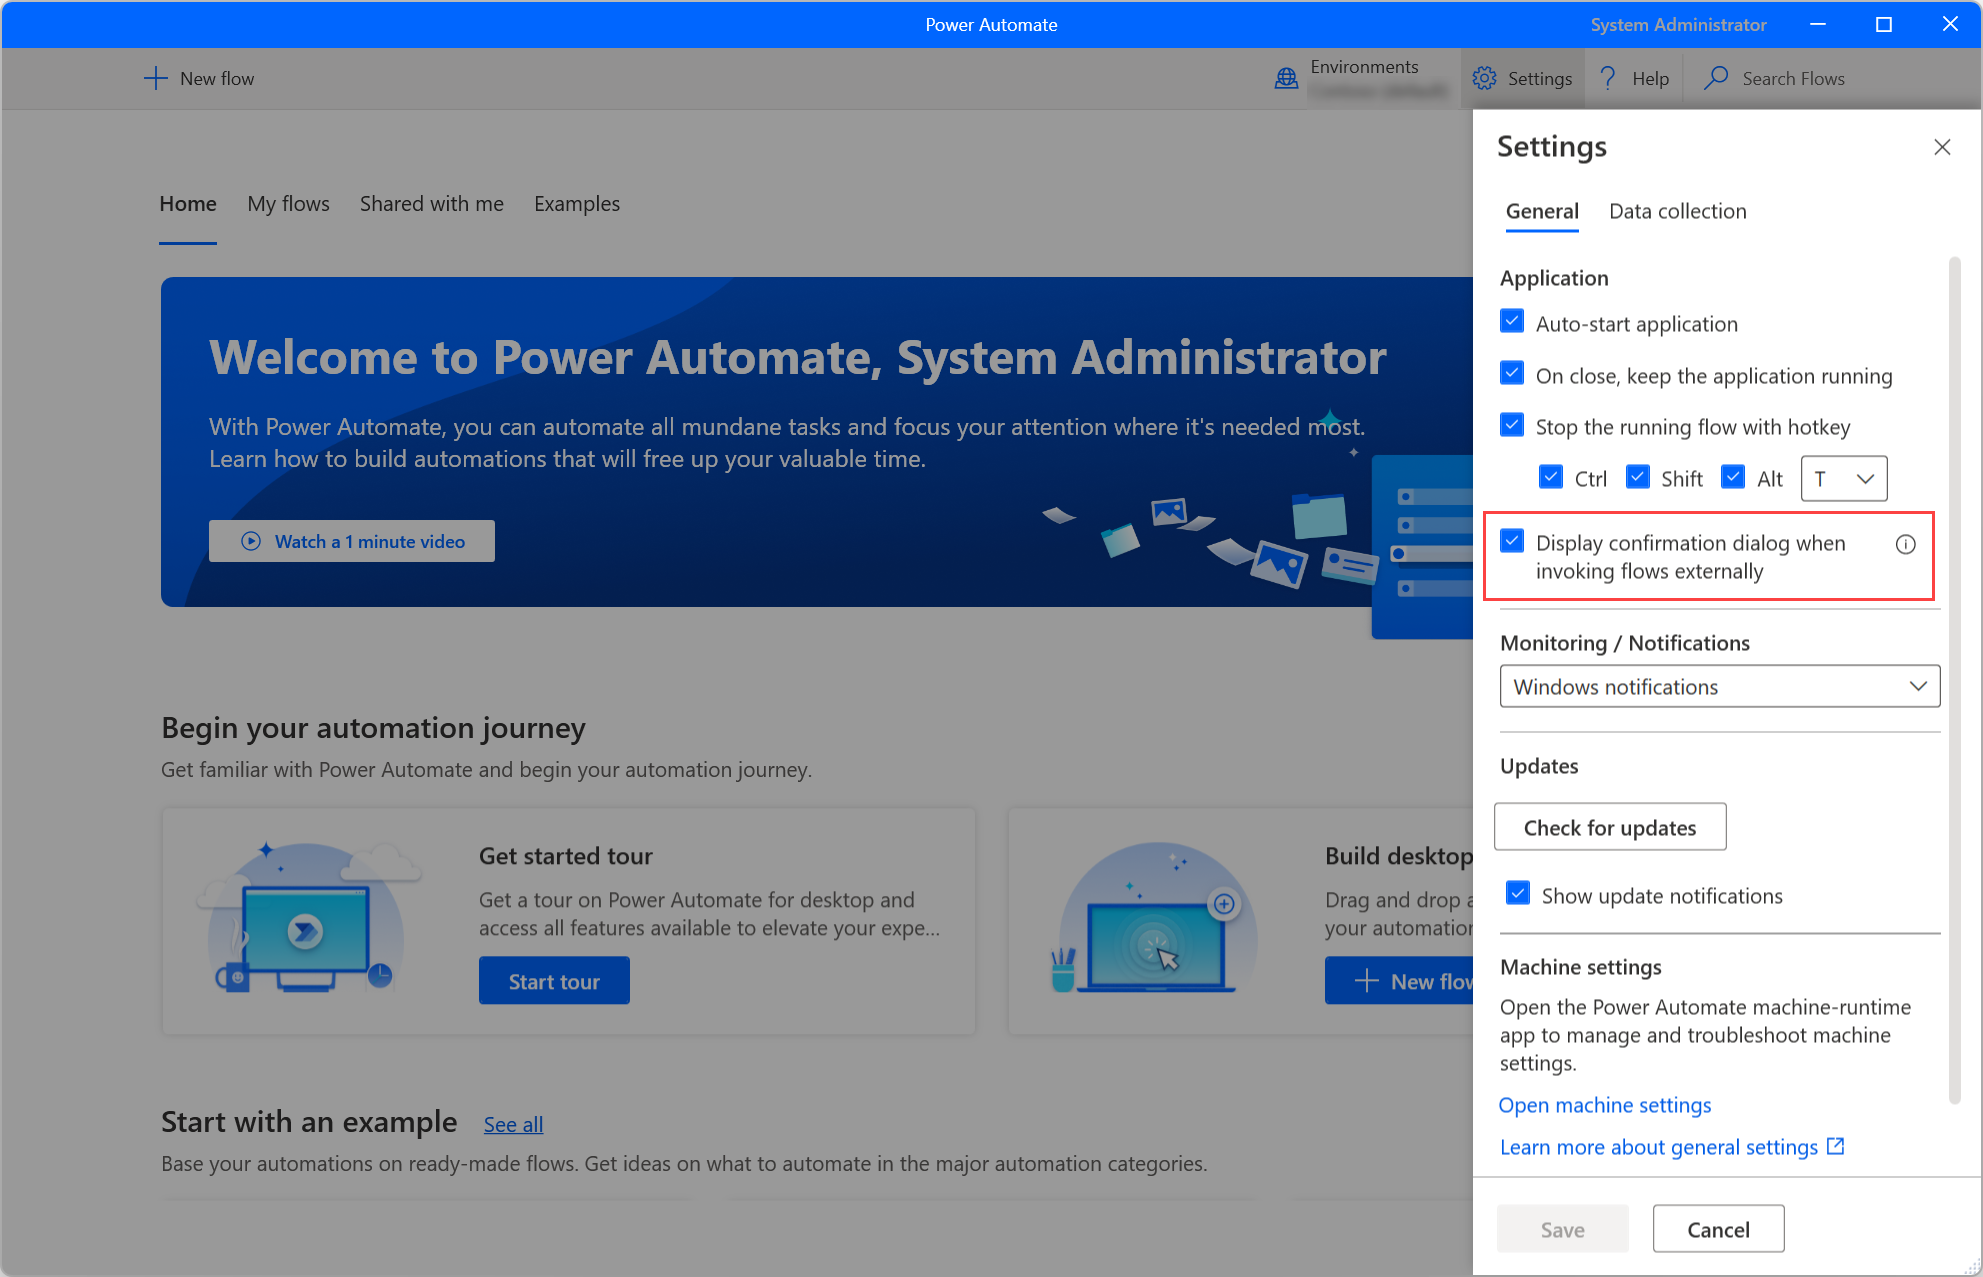 Power Automate
System Administrator
New flow
Environments
Settings
Help
Search Flows
Home
My flows
Shared with me
Examples
Welcome to Power Automate, System Administrator
With Power Automate, you can automate all mundane tasks and focus your attention where it's needed most.
Learn how to build automations that will free up your valuable time.
Watch a 1 minute video
Begin your automation journey
Get familiar with Power Automate and begin your automation journey.
Get started tour
Get a tour on Power Automate for desktop and
access all features available to elevate your expe...
Start tour
Build desktop
Drag and drop a
your automation
New flow
Start with an example
See all
Base your automations on ready-made flows. Get ideas on what to automate in the major automation categories.
Settings
General
Data collection
Application
Auto-start application
On close, keep the application running
Stop the running flow with hotkey
Ctrl
Shift
Alt
T
Display confirmation dialog when
invoking flows externally
Monitoring / Notifications
Windows notifications
Updates
Check for updates
Show update notifications
Machine settings
Open the Power Automate machine-runtime
app to manage and troubleshoot machine
settings.
Open machine settings
Learn more about general settings
Save
Cancel